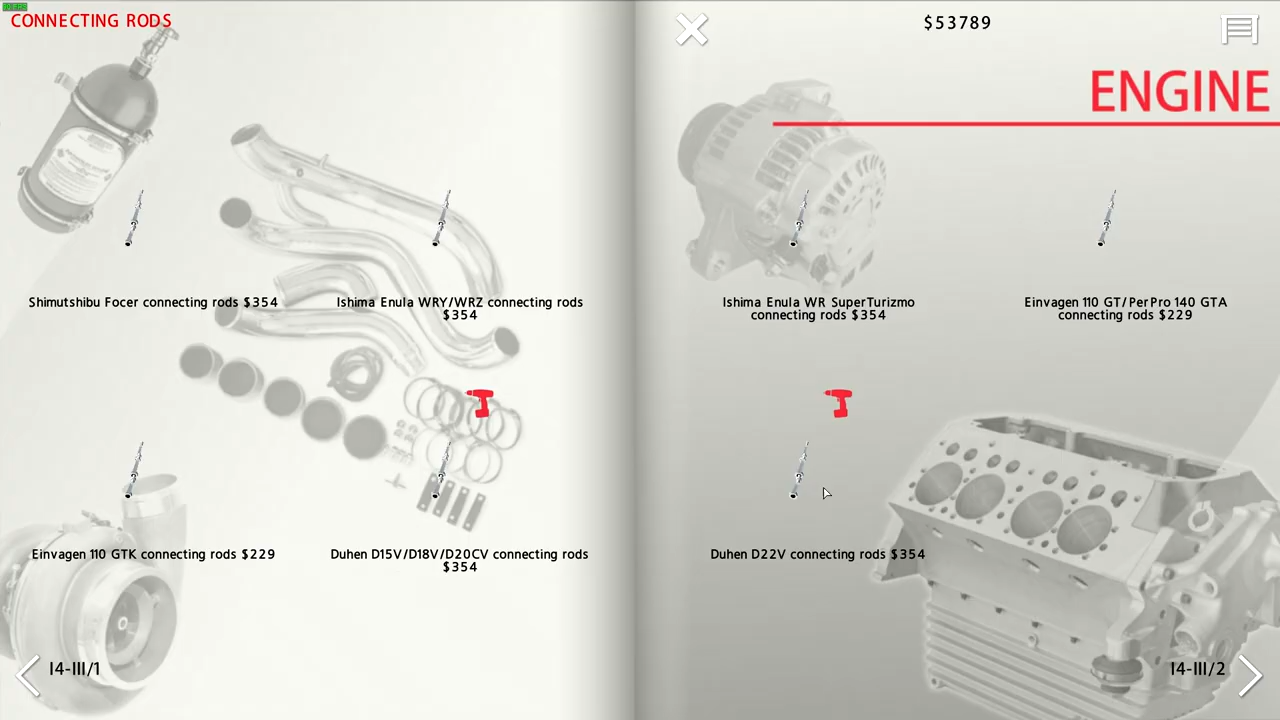 CONNECTING RODS
$53789
ENGINE
Shimutshibu Focer connecting rods $354
Ishima Enula WRY/WRZ connecting rods
$354
Ishima Enula WR SuperTurizmo
connecting rods $354
Einvagen 110 GT/PerPro 140 GTA
connecting rods $229
Einvagen 110 GTK connecting rods $229
Duhen D15V/D18V/D20CV connecting rods
$354
Duhen D22V connecting rods $354
I4-III/1
I4-III/2